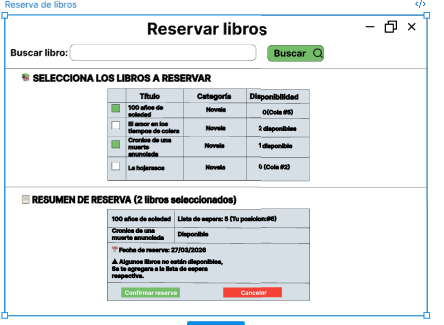 Reserva de libros
Reservar libros
Buscar libro:
Buscar
SELECCIONA LOS LIBROS A RESERVAR
Título Categoría Disponibilidad
100 años de
soledad
Novela
0(Cola #5)
El amor en los
tiempos de colera
Novela
2 disponibles
Cronica de una
muerte
anunciada
Novela
1 disponible
La hojarasca
Novela
0 (Cola #2)
RESUMEN DE RESERVA (2 libros seleccionados)
100 años de soledad Lista de espera: 5 (Tu posicion:#6)
Cronica de una
muerte anunciada
Disponible
Fecha de reserva: 27/03/2026
Algunos libros no están disponibles,
Se te agregara a la lista de espera
respectiva.
Confirmar reserva Cancelar